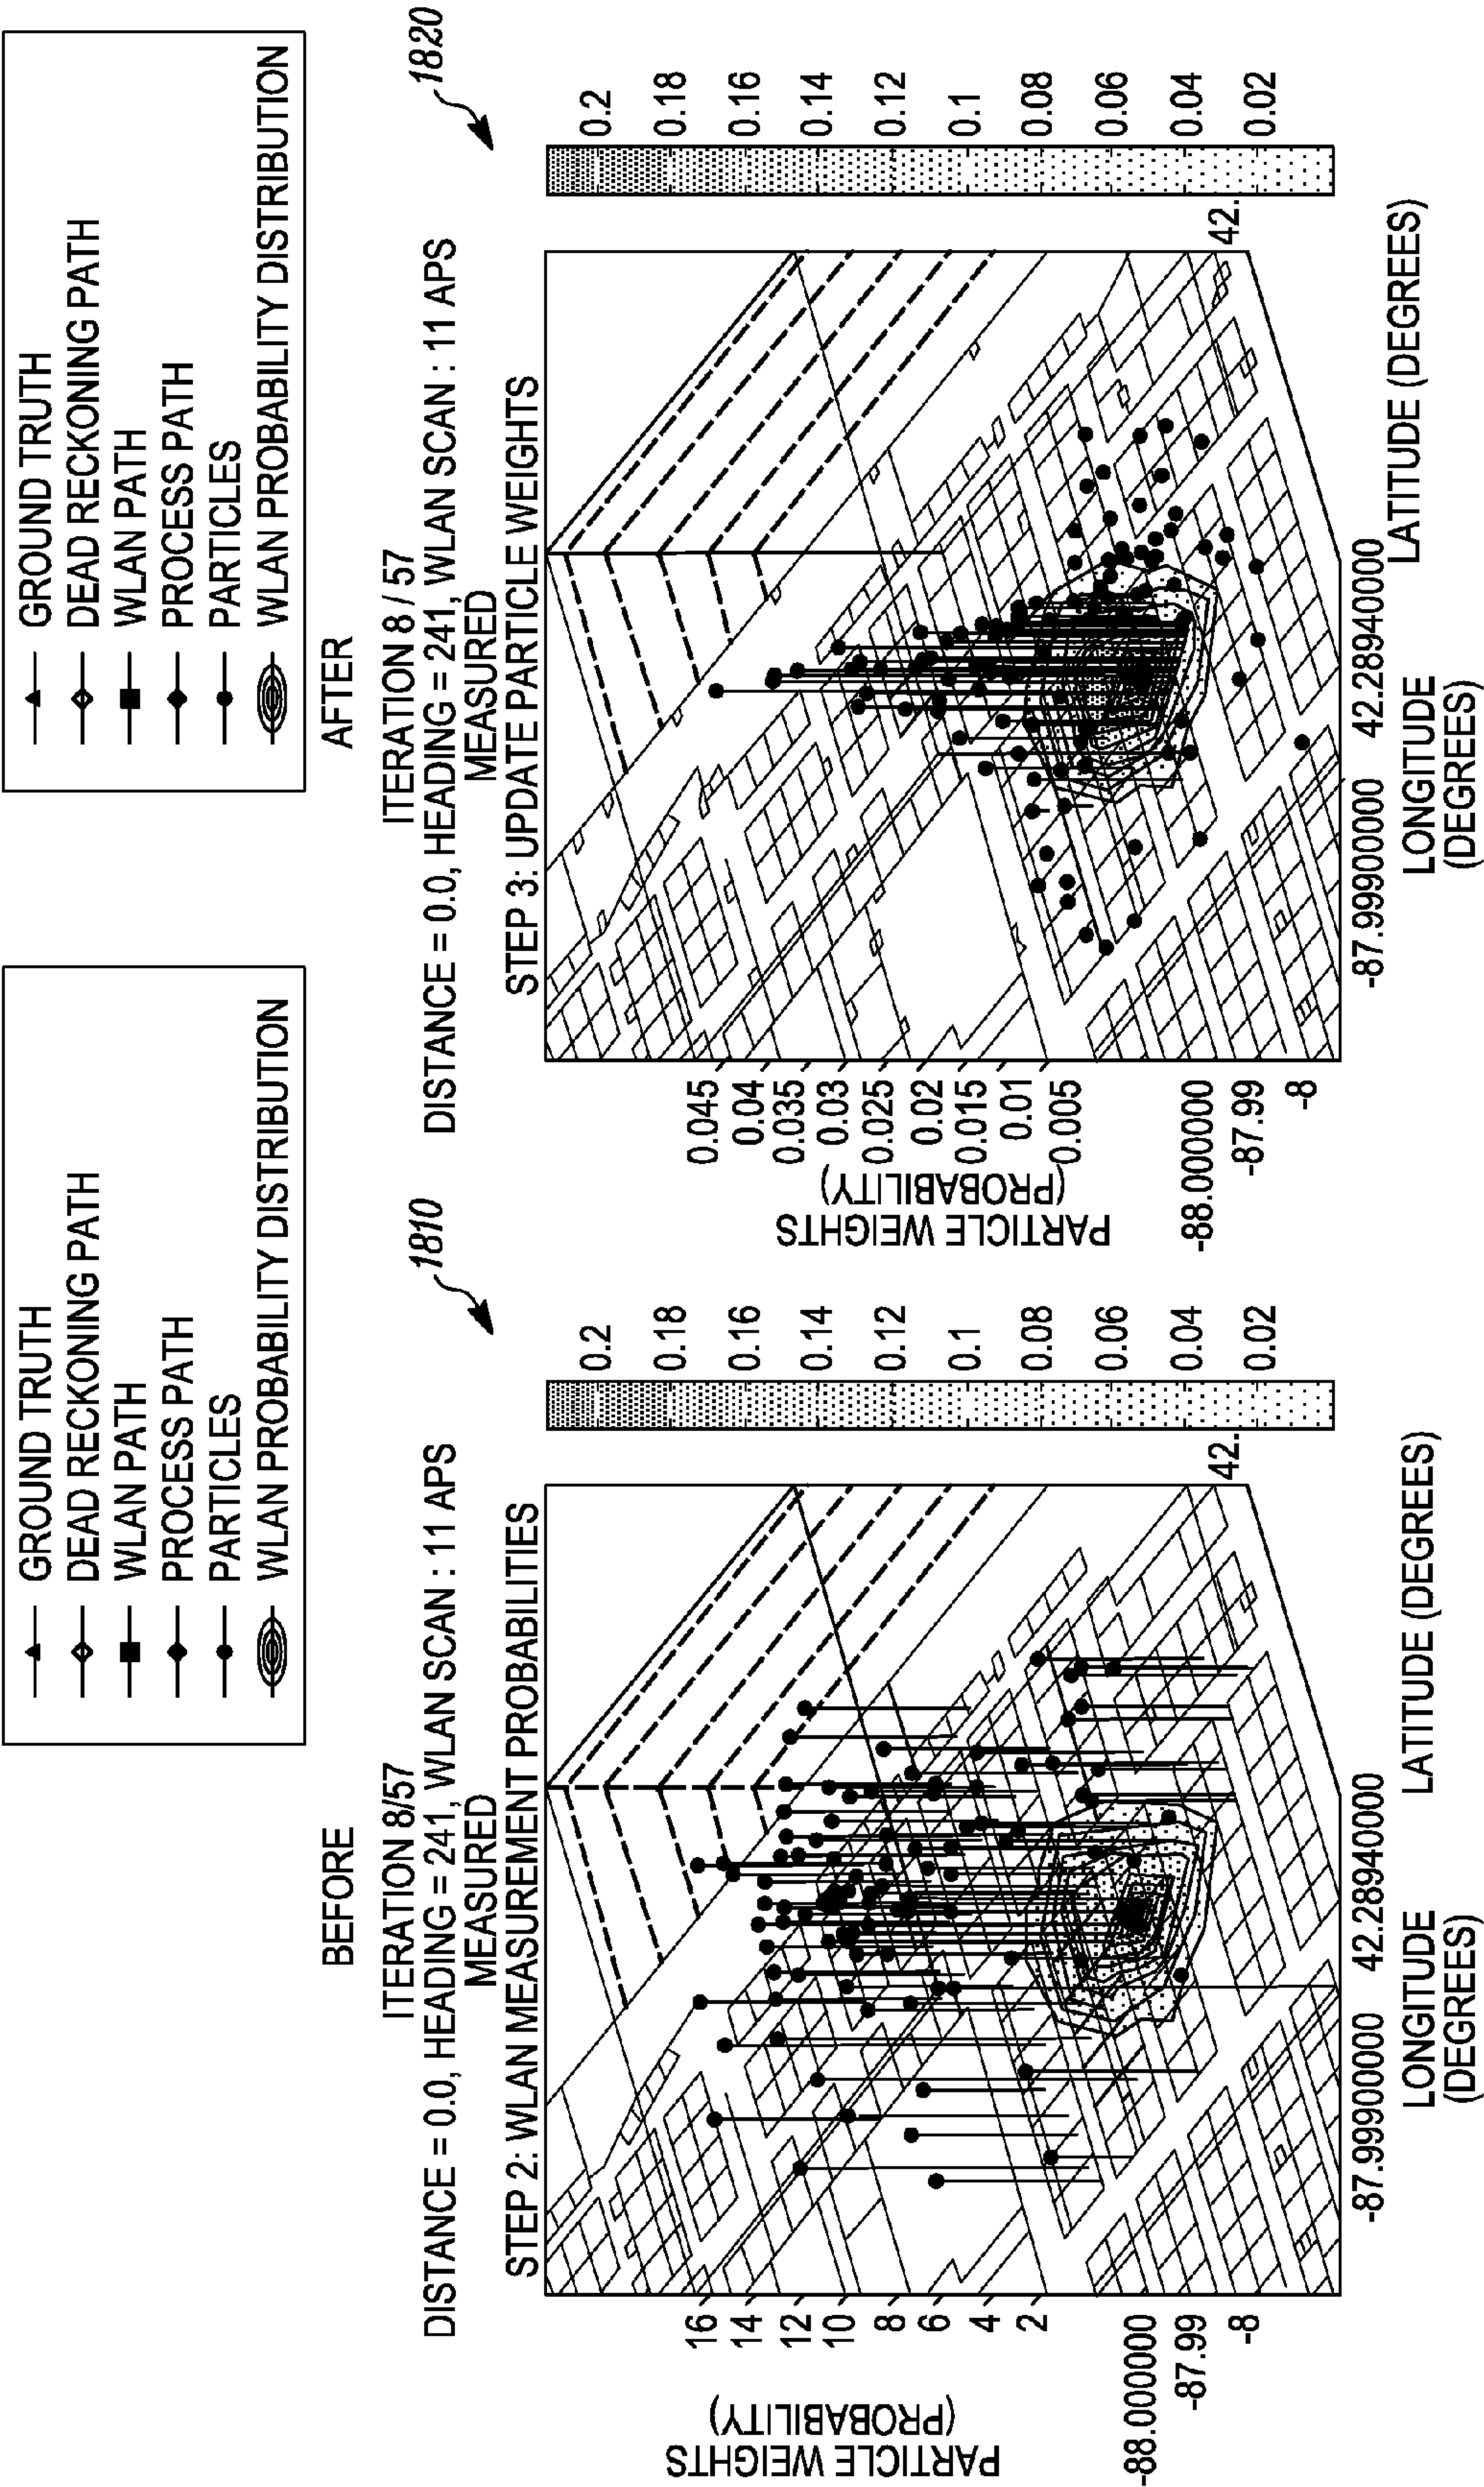 GROUND TRUTH
DEAD RECKONING PATH
WLAN PATH
PROCESS PATH
PARTICLES
WLAN PROBABILITY DISTRIBUTION
BEFORE
ITERATION 8/57
DISTANCE = 0.0, HEADING = 241, WLAN SCAN : 11 APS
MEASURED
STEP 2: WLAN MEASUREMENT PROBABILITIES
1810
PARTICLE WEIGHTS
(PROBABILITY)
16
14
12
10
8
6
4
2
-88.000000
-87.99
-8
-87.99900000
LONGITUDE
(DEGREES)
42.28940000
LATITUDE (DEGREES)
42.
0.2
0.18
0.16
0.14
0.12
0.1
0.08
0.06
0.04
0.02
GROUND TRUTH
DEAD RECKONING PATH
WLAN PATH
PROCESS PATH
PARTICLES
WLAN PROBABILITY DISTRIBUTION
AFTER
ITERATION 8 / 57
DISTANCE = 0.0, HEADING = 241, WLAN SCAN : 11 APS
MEASURED
STEP 3: UPDATE PARTICLE WEIGHTS
1820
PARTICLE WEIGHTS
(PROBABILITY)
0.045
0.04
0.035
0.03
0.025
0.02
0.015
0.01
0.005
-88.000000
-87.99
-8
-87.99900000
LONGITUDE
(DEGREES)
42.28940000
LATITUDE (DEGREES)
42.
0.2
0.18
0.16
0.14
0.12
0.1
0.08
0.06
0.04
0.02